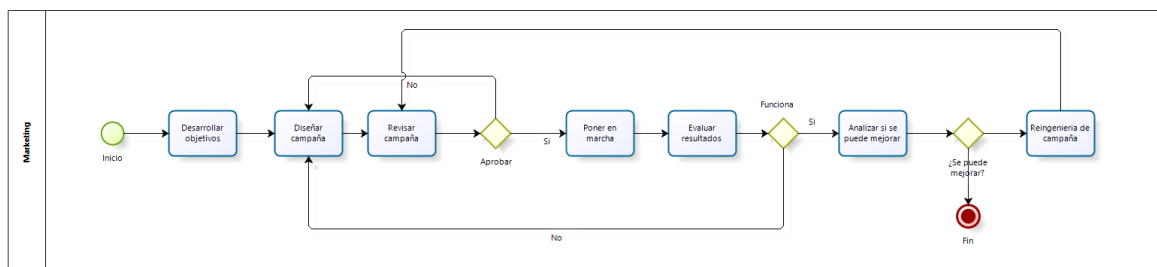 Marketing
Inicio
Desarrollar
objetivos
Diseñar
campaña
Revisar
campaña
No
Aprobar
Si
Poner en
marcha
Evaluar
resultados
Funciona
Si
No
Analizar si se
puede mejorar
¿Se puede
mejorar?
Fin
Reingenieria de
campaña